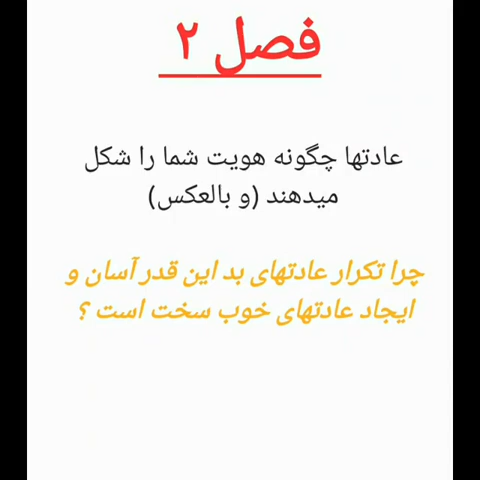 فصل ۲
عادتها چگونه هویت شما را شکل
میدهند (و بالعکس)
چرا تکرار عادتهای بد این قدر آسان و
ایجاد عادتهای خوب سخت است ؟